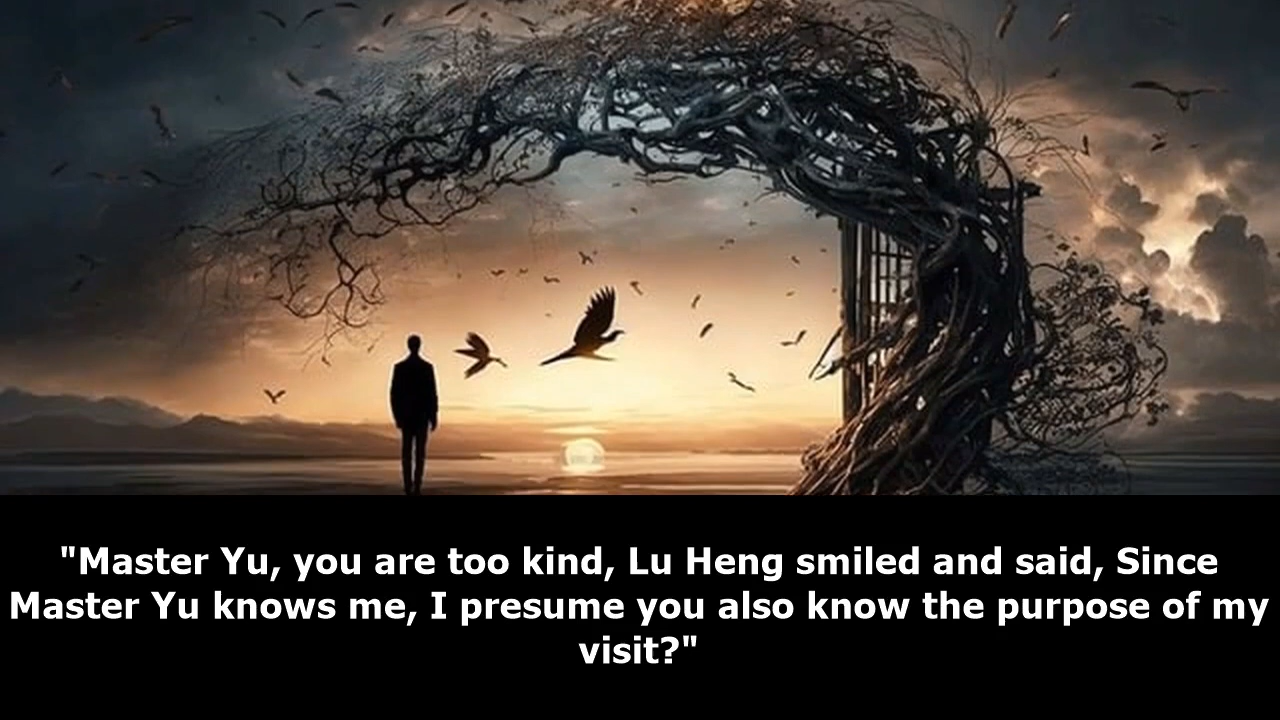 "Master Yu, you are too kind, Lu Heng smiled and said, Since
Master Yu knows me, I presume you also know the purpose of my
visit?"